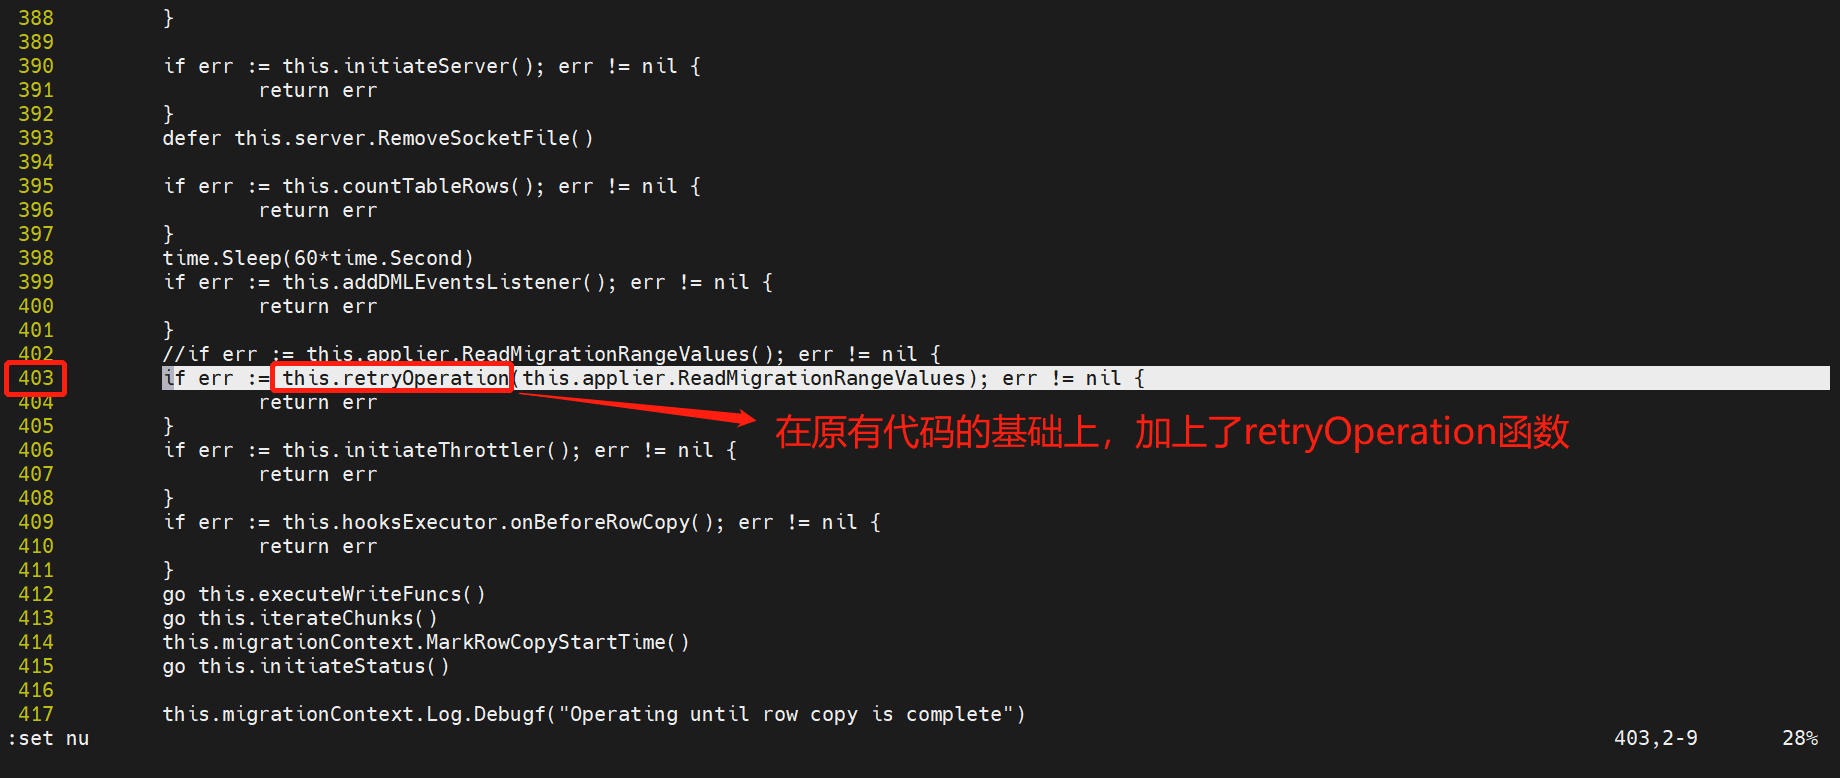 388         }
389
390         if err := this.initiateServer(); err != nil {
391                 return err
392         }
393         defer this.server.RemoveSocketFile()
394
395         if err := this.countTableRows(); err != nil {
396                 return err
397         }
398         time.Sleep(60*time.Second)
399         if err := this.addDMLEventsListener(); err != nil {
400                 return err
401         }
402         //if err := this.applier.ReadMigrationRangeValues(); err != nil {
403         if err := this.retryOperation(this.applier.ReadMigrationRangeValues); err != nil {
404                 return err
在原有代码的基础上，加上了retryOperation函数
405         }
406         if err := this.initiateThrottler(); err != nil {
407                 return err
408         }
409         if err := this.hooksExecutor.onBeforeRowCopy(); err != nil {
410                 return err
411         }
412         go this.executeWriteFuncs()
413         go this.iterateChunks()
414         this.migrationContext.MarkRowCopyStartTime()
415         go this.initiateStatus()
416
417         this.migrationContext.Log.Debugf("Operating until row copy is complete")
:set nu 403,2-9 28%